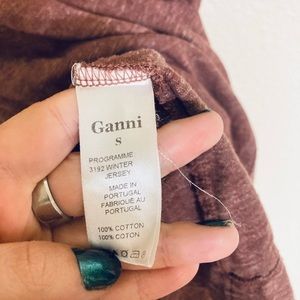 Ganni
S
PROGRAMME
3192 WINTER
JERSEY
MADE IN
PORTUGAL
FABRIQUÉ AU
PORTUGAL
100% COTTON
100% COTON